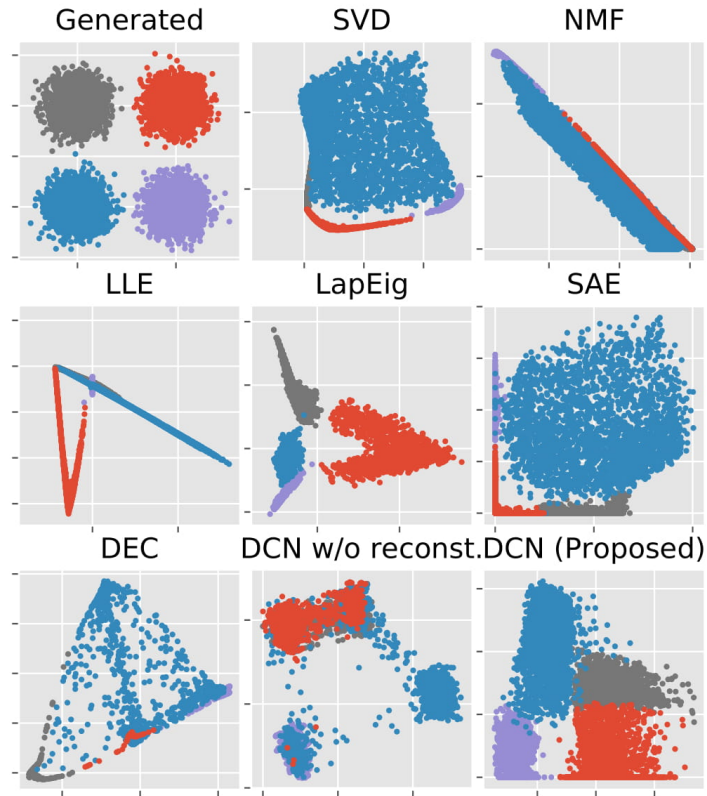 Generated SVD NMF
LLE LapEig SAE
DEC DCN w/o reconst. DCN (Proposed)